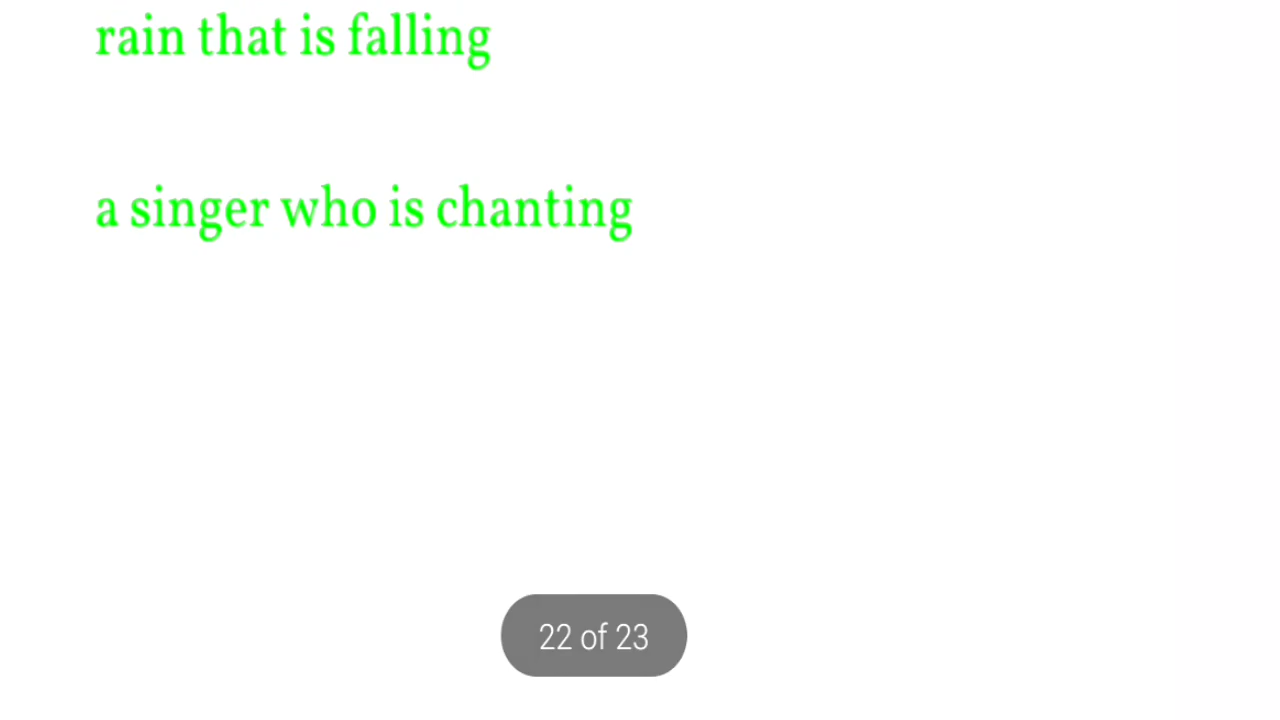 rain that is falling
a singer who is chanting
22 of 23